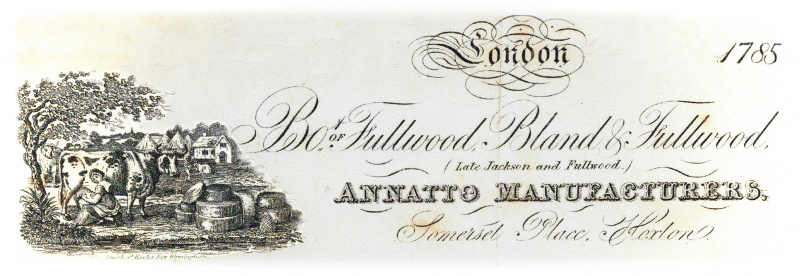 London
1785
Bo.ᵗ OF Fullwood, Bland & Fullwood,
(Late Jackson and Fullwood.)
ANNATTO MANUFACTURERS,
Somerset Place, Hoxton.